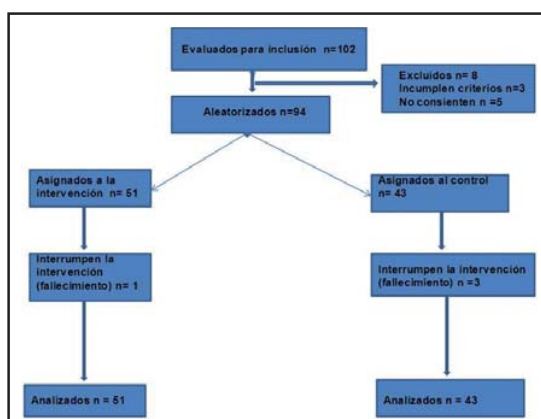 Evaluados para inclusión n=102
Excluidos n= 8
Incumplen criterios n=3
No consienten n =5
Aleatorizados n=94
Asignados a la
intervención n= 51
Asignados al control
n= 43
Interrumpen la
intervención
(fallecimiento) n= 1
Interrumpen la intervención
(fallecimiento) n =3
Analizados n = 51
Analizados n = 43